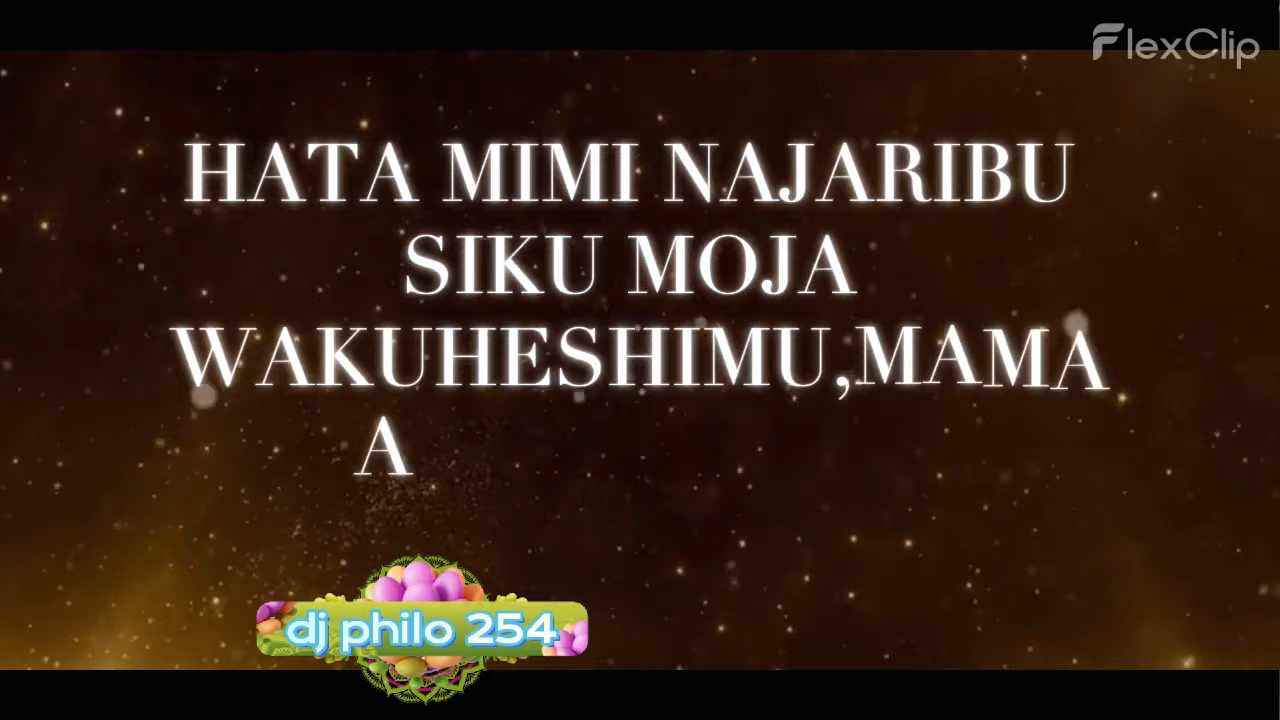 FlexClip
HATA MIMI NAJARIBU
SIKU MOJA
WAKUHESHIMU,MAMA
A
dj philo 254